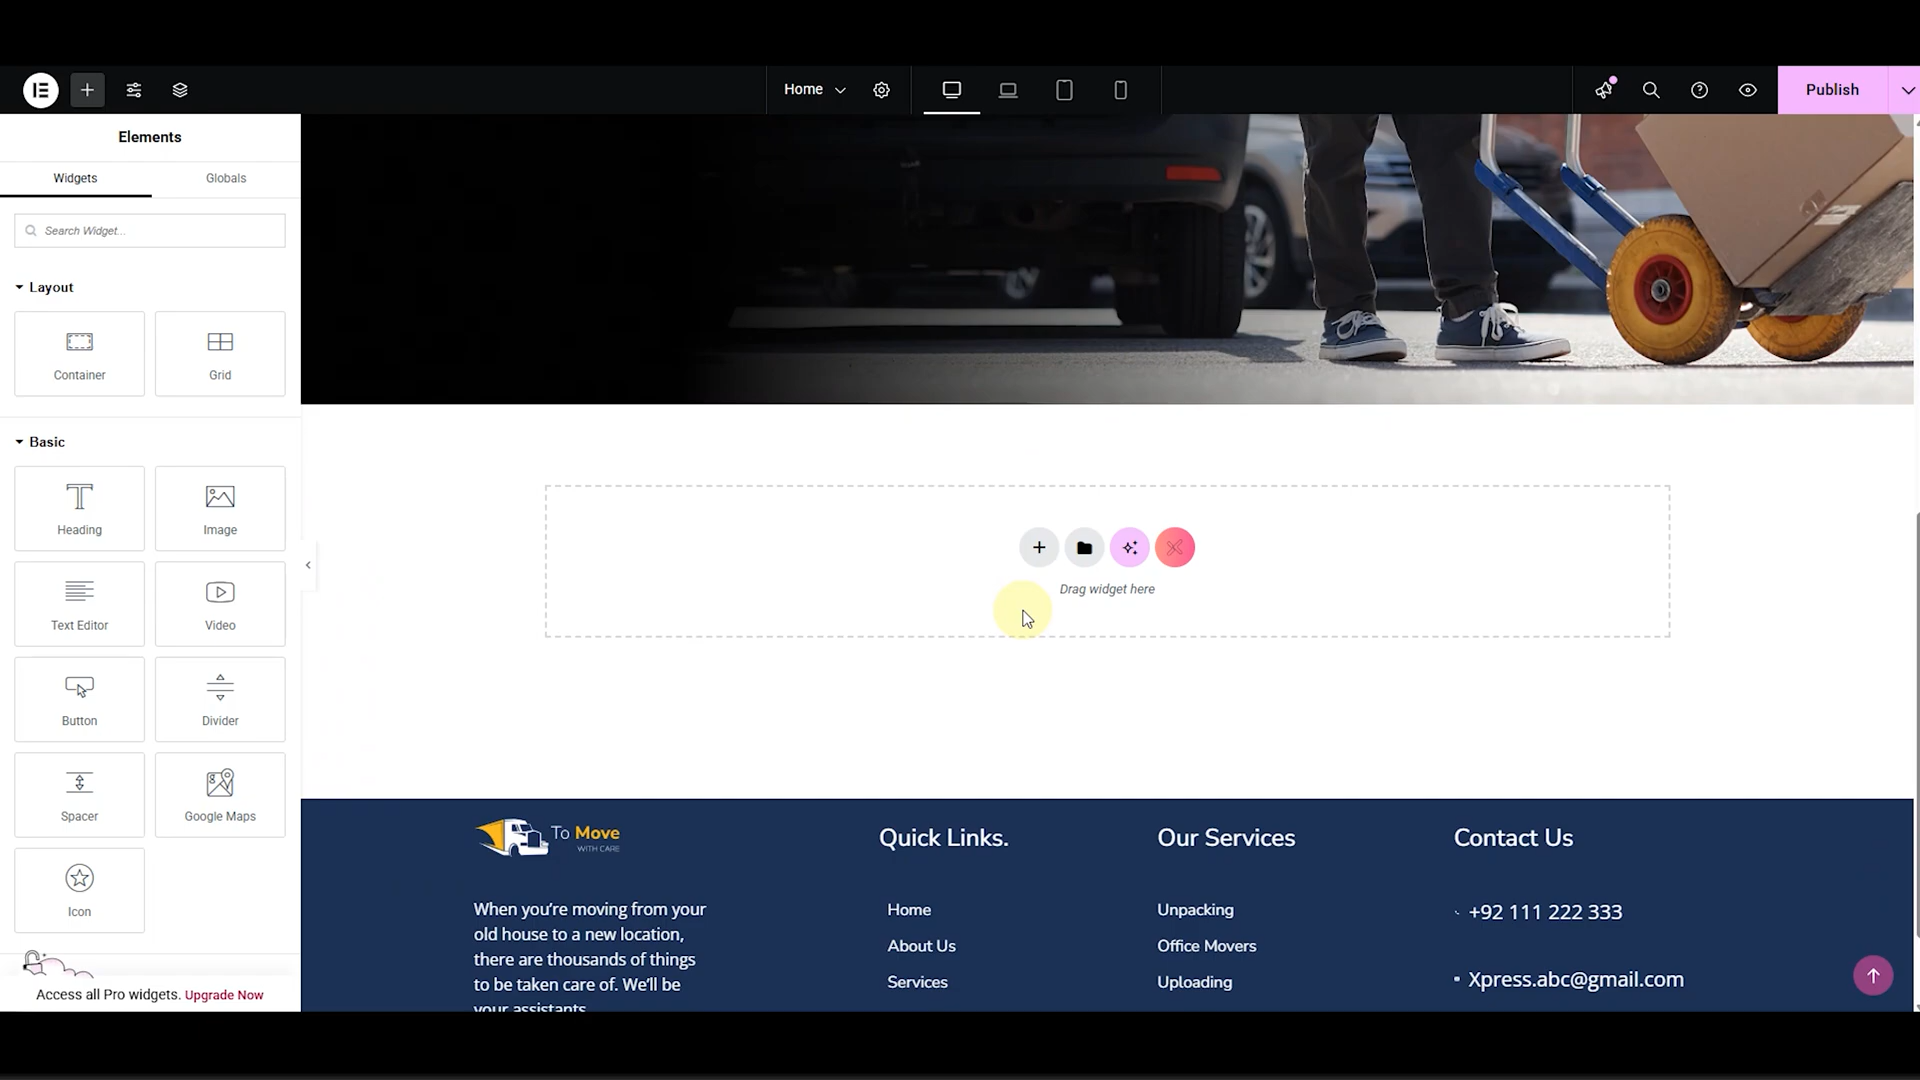 Home
Publish
Elements
Widgets
Globals
Search Widget...
Layout
Container
Grid
Basic
Heading
Image
Text Editor
Video
Button
Divider
Spacer
Google Maps
Icon
Access all Pro widgets. Upgrade Now
Drag widget here
To Move
WITH CARE
When you’re moving from your
old house to a new location,
there are thousands of things
to be taken care of. We’ll be
your assistants
Quick Links.
Home
About Us
Services
Our Services
Unpacking
Office Movers
Uploading
Contact Us
+92 111 222 333
Xpress.abc@gmail.com